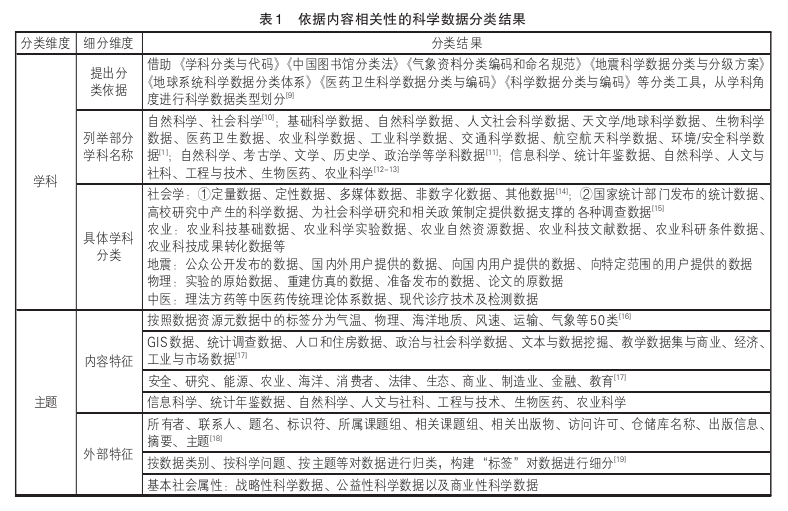 表1 依据内容相关性的科学数据分类结果
分类维度 细分维度 分类结果
学科
提出分
类依据
借助《学科分类与代码》《中国图书馆分类法》《气象资料分类编码和命名规范》《地震科学数据分类与分级方案》
《地球系统科学数据分类体系》《医药卫生科学数据分类与编码》《科学数据分类与编码》等分类工具，从学科角
度进行科学数据类型划分[9]
列举部分
学科名称
自然科学、社会科学[10]；基础科学数据、自然科学数据、人文社会科学数据、天文学/地球科学数据、生物科学
数据、医药卫生数据、农业科学数据、工业科学数据、交通科学数据、航空航天科学数据、环境/安全科学数
据[1]；自然科学、考古学、文学、历史学、政治学等学科数据[11]；信息科学、统计年鉴数据、自然科学、人文与
社科、工程与技术、生物医药、农业科学[12-13]
具体学科
分类
社会学：①定量数据、定性数据、多媒体数据、非数字化数据、其他数据[14]；②国家统计部门发布的统计数据、
高校研究中产生的科学数据、为社会科学研究和相关政策制定提供数据支撑的各种调查数据[15]
农业：农业科技基础数据、农业科学实验数据、农业自然资源数据、农业科技文献数据、农业科研条件数据、
农业科技成果转化数据等
地震：公众公开发布的数据、国内外用户提供的数据、向国内用户提供的数据、向特定范围的用户提供的数据
物理：实验的原始数据、重建仿真的数据、准备发布的数据、论文的原数据
中医：理法方药等中医药传统理论体系数据、现代诊疗技术及检测数据
主题
内容特征
按照数据资源元数据中的标签分为气温、物理、海洋地质、风速、运输、气象等50类[16]
GIS数据、统计调查数据、人口和住房数据、政治与社会科学数据、文本与数据挖掘、教学数据集与商业、经济、
工业与市场数据[17]
安全、研究、能源、农业、海洋、消费者、法律、生态、商业、制造业、金融、教育[17]
信息科学、统计年鉴数据、自然科学、人文与社科、工程与技术、生物医药、农业科学
外部特征
所有者、联系人、题名、标识符、所属课题组、相关课题组、相关出版物、访问许可、仓储库名称、出版信息、
摘要、主题[18]
按数据类别、按科学问题、按主题等对数据进行归类，构建“标签”对数据进行细分[19]
基本社会属性：战略性科学数据、公益性科学数据以及商业性科学数据